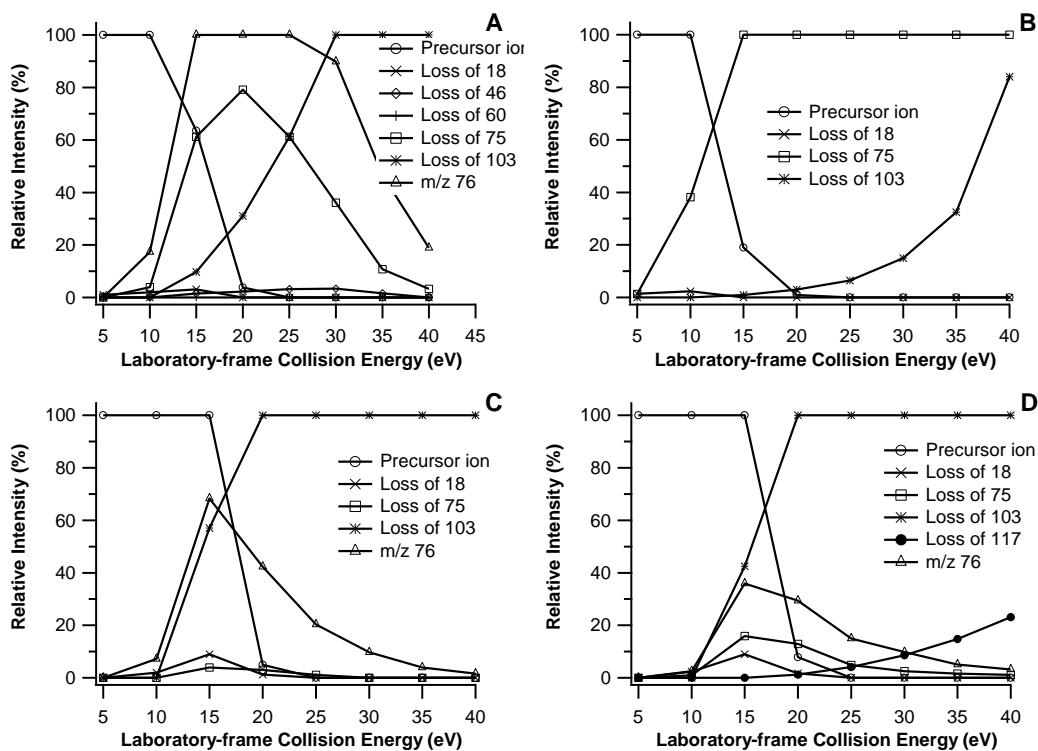 A
Relative Intensity (%)
100
80
60
40
20
0
5 10 15 20 25 30 35 40 45
Laboratory-frame Collision Energy (eV)
Precursor ion
Loss of 18
Loss of 46
Loss of 60
Loss of 75
Loss of 103
m/z 76
B
Relative Intensity (%)
100
80
60
40
20
0
5 10 15 20 25 30 35 40
Laboratory-frame Collision Energy (eV)
Precursor ion
Loss of 18
Loss of 75
Loss of 103
C
Relative Intensity (%)
100
80
60
40
20
0
5 10 15 20 25 30 35 40
Laboratory-frame Collision Energy (eV)
Precursor ion
Loss of 18
Loss of 75
Loss of 103
m/z 76
D
Relative Intensity (%)
100
80
60
40
20
0
5 10 15 20 25 30 35 40
Laboratory-frame Collision Energy (eV)
Precursor ion
Loss of 18
Loss of 75
Loss of 103
Loss of 117
m/z 76